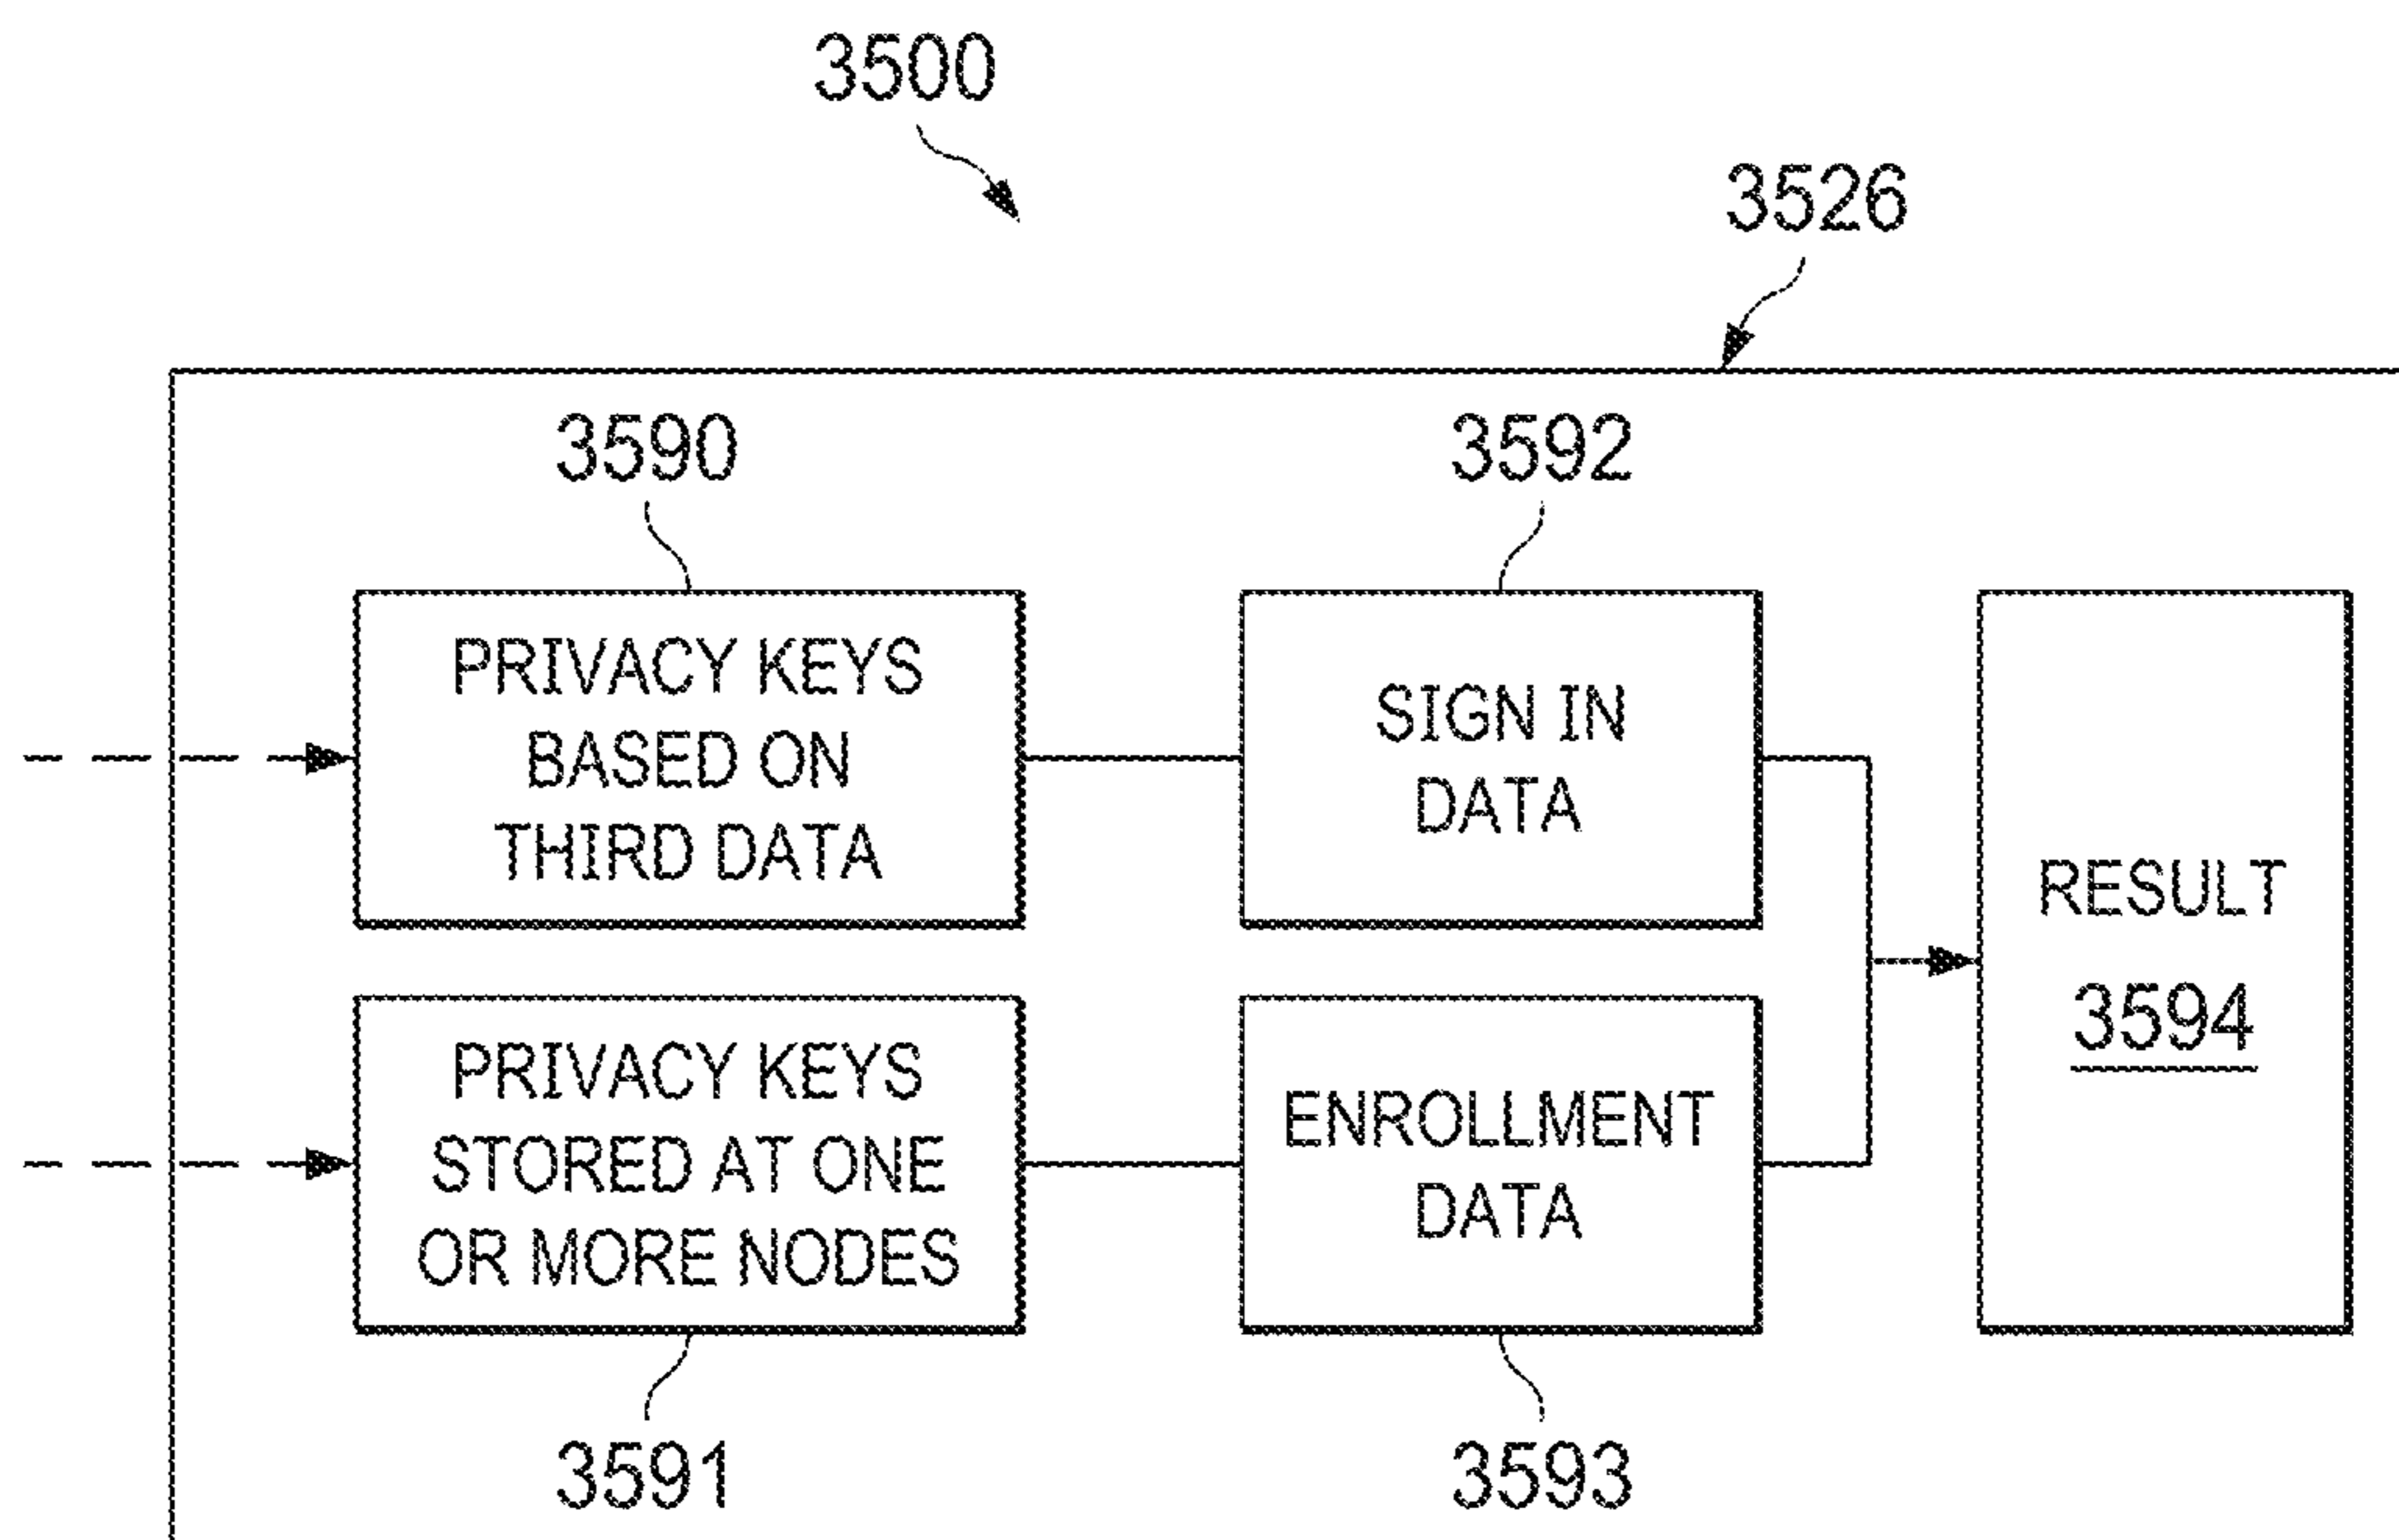 3500
3526
3590
3592
PRIVACY KEYS
BASED ON
THIRD DATA
SIGN IN
DATA
RESULT
3594
PRIVACY KEYS
STORED AT ONE
OR MORE NODES
ENROLLMENT
DATA
3591
3593